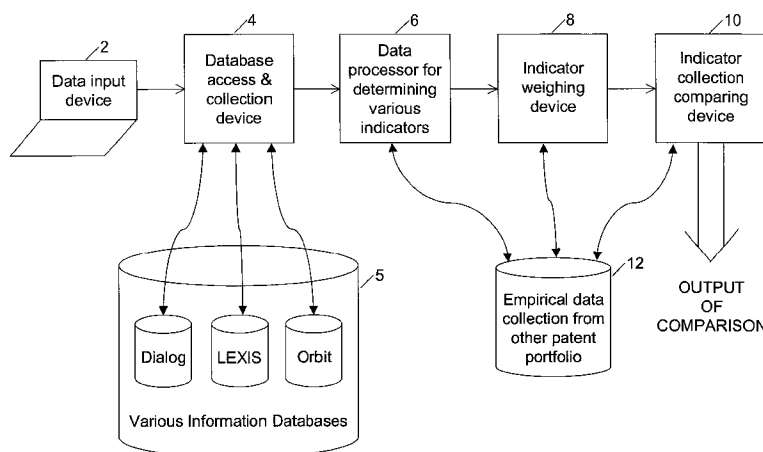 2
Data input
device
4
Database
access &
collection
device
6
Data
processor for
determining
various
indicators
8
Indicator
weighing
device
10
Indicator
collection
comparing
device
5
Dialog
LEXIS
Orbit
Various Information Databases
12
Empirical data
collection from
other patent
portfolio
OUTPUT
OF
COMPARISON